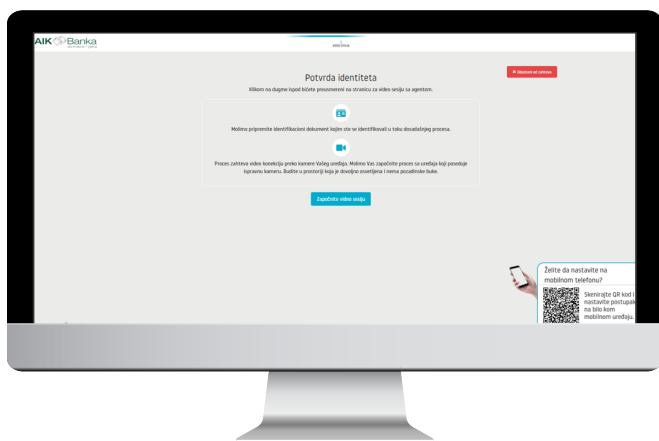 AIK Banka
Potvrda identiteta
Klikom na dugme ispod bićete preusmereni na stranicu za video sesiju sa agentom.
Odustani od zahteva
Molimo pripremite identifikacioni dokument kojim ste se identifikovali u toku dosadašnjeg procesa.
Proces zahteva video konekciju preko kamere Vašeg uređaja. Molimo Vas započnite proces sa uređaja koji poseduje
ispravnu kameru. Budite u prostoriji koja je dovoljno osvetljena i nema pozadinske buke.
Započnite video sesiju
Želite da nastavite na
mobilnom telefonu?
Skenirajte QR kod i
nastavite postupak
na bilo kom
mobilnom uređaju.